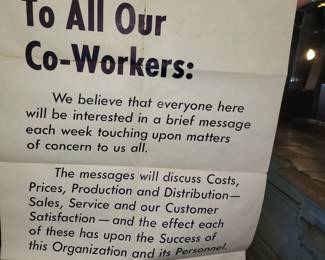 To All Our
Co-Workers:
We believe that everyone here
will be interested in a brief message
each week touching upon matters
of concern to us all.
The messages will discuss Costs,
Prices, Production and Distribution—
Sales, Service and our Customer
Satisfaction—and the effect each
of these has upon the Success of
this Organization and its Personnel.